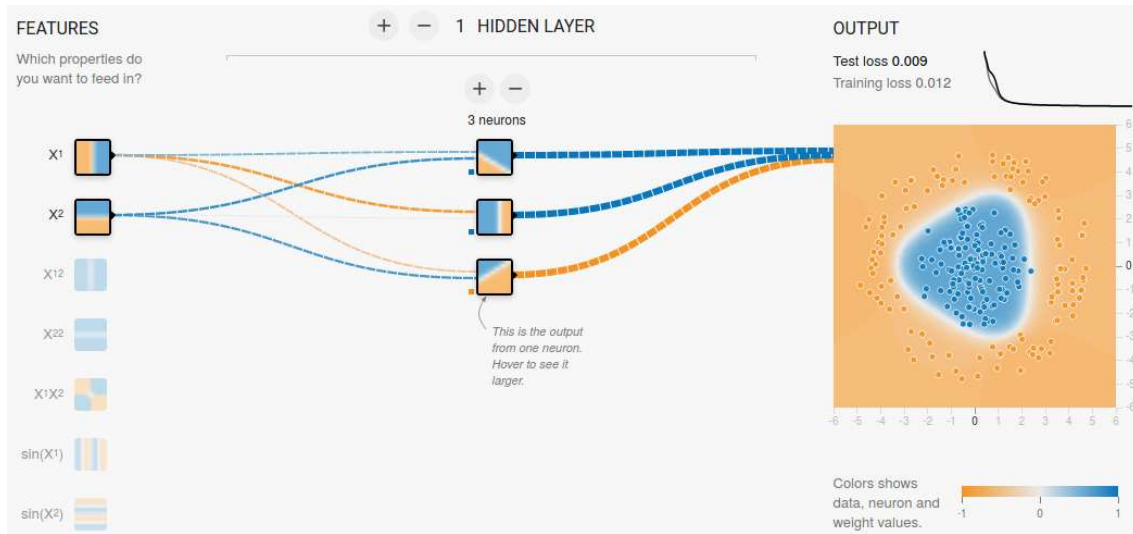 FEATURES
Which properties do
you want to feed in?
+ − 1 HIDDEN LAYER
+ −
3 neurons
X1
X2
X12
X22
X1X2
sin(X1)
sin(X2)
This is the output
from one neuron.
Hover to see it
larger.
OUTPUT
Test loss 0.009
Training loss 0.012
6
5
4
3
2
1
0
-1
-2
-3
-4
-5
-6
-6 -5 -4 -3 -2 -1 0 1 2 3 4 5 6
Colors shows
data, neuron and
weight values.
-1 0 1